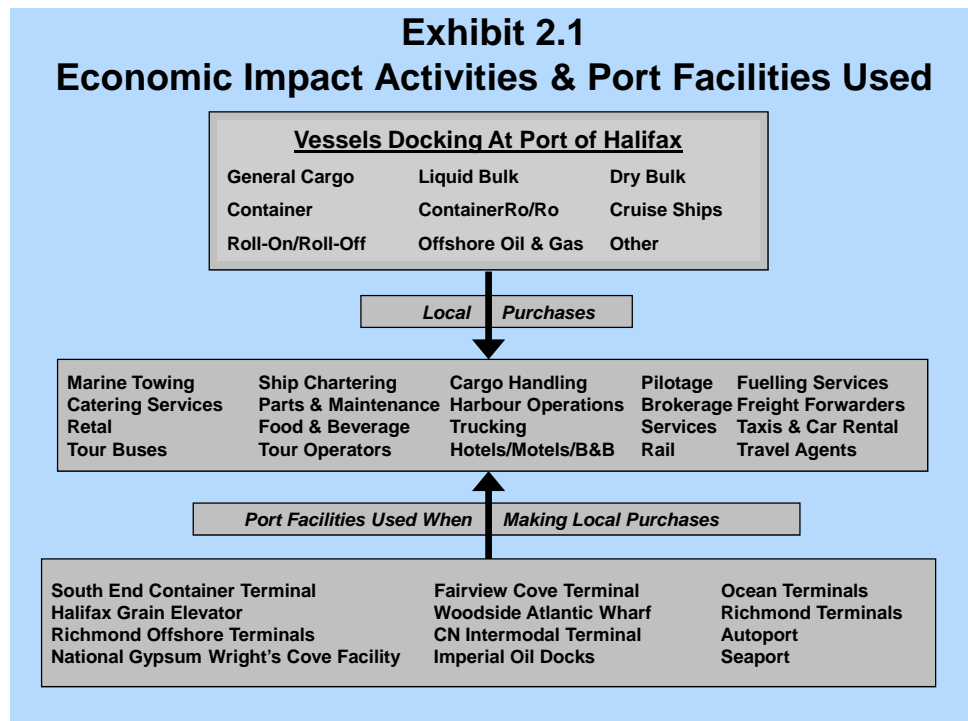 Exhibit 2.1
Economic Impact Activities & Port Facilities Used
Vessels Docking At Port of Halifax
General Cargo Liquid Bulk Dry Bulk
Container ContainerRo/Ro Cruise Ships
Roll-On/Roll-Off Offshore Oil & Gas Other
Local Purchases
Marine Towing Ship Chartering Cargo Handling Pilotage Fuelling Services
Catering Services Parts & Maintenance Harbour Operations Brokerage Freight Forwarders
Retal Food & Beverage Trucking Services Taxis & Car Rental
Tour Buses Tour Operators Hotels/Motels/B&B Rail Travel Agents
Port Facilities Used When Making Local Purchases
South End Container Terminal Fairview Cove Terminal Ocean Terminals
Halifax Grain Elevator Woodside Atlantic Wharf Richmond Terminals
Richmond Offshore Terminals CN Intermodal Terminal Autoport
National Gypsum Wright’s Cove Facility Imperial Oil Docks Seaport